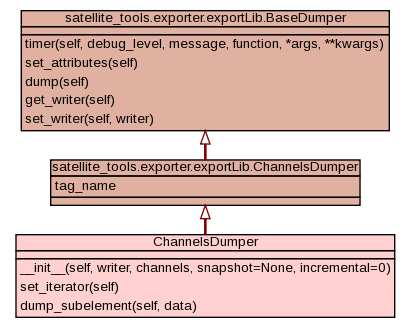 satellite_tools.exporter.exportLib.BaseDumper
timer(self, debug_level, message, function, *args, **kwargs)
set_attributes(self)
dump(self)
get_writer(self)
set_writer(self, writer)
satellite_tools.exporter.exportLib.ChannelsDumper
tag_name
ChannelsDumper
__init__(self, writer, channels, snapshot=None, incremental=0)
set_iterator(self)
dump_subelement(self, data)